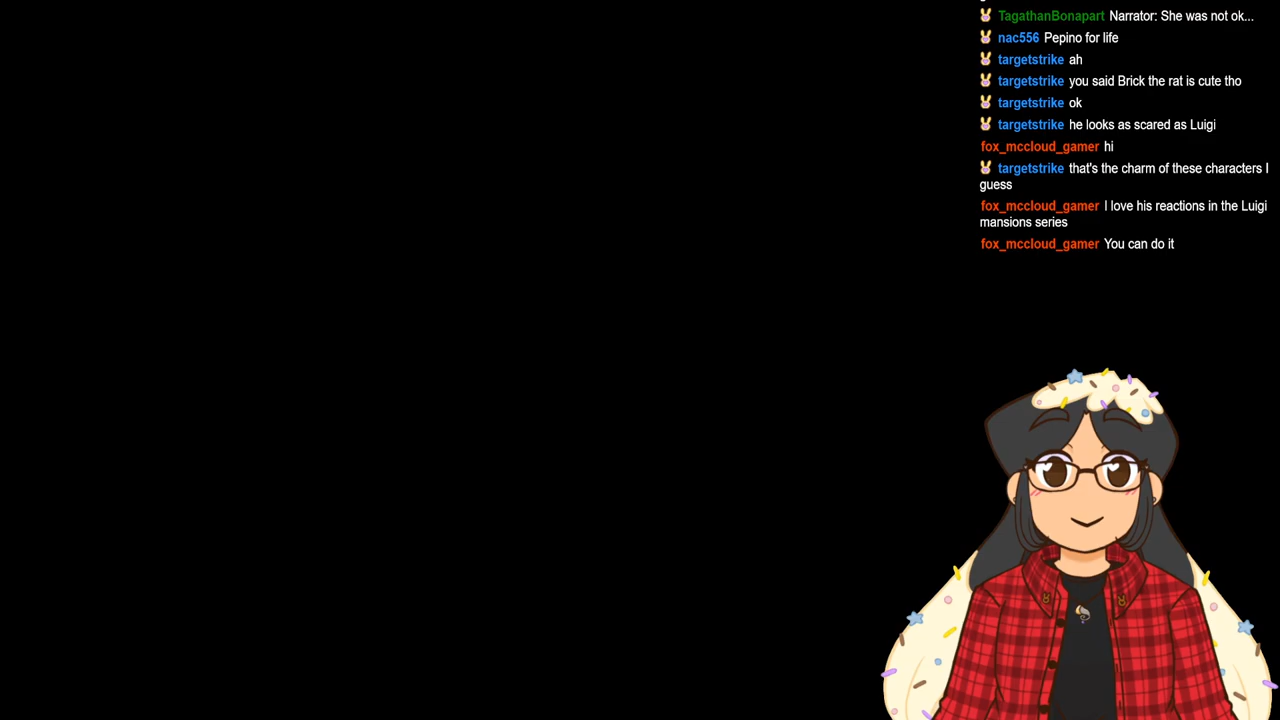 TagathanBonapart Narrator: She was not ok...
nac556 Pepino for life
targetstrike ah
targetstrike you said Brick the rat is cute tho
targetstrike ok
targetstrike he looks as scared as Luigi
fox_mccloud_gamer hi
targetstrike that's the charm of these characters I
guess
fox_mccloud_gamer I love his reactions in the Luigi
mansions series
fox_mccloud_gamer You can do it